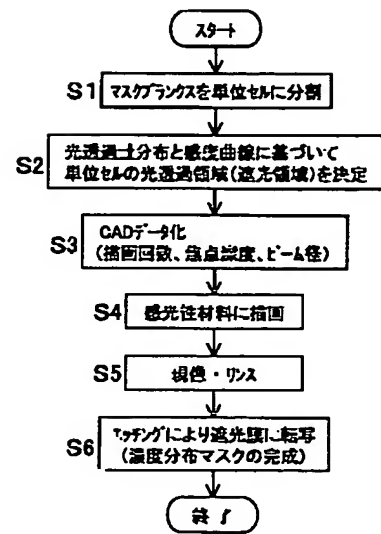 スタート
S1
マスクブランクスを単位セルに分割
S2
光透過量分布と感度曲線に基づいて
単位セルの光透過領域(遮光領域)を決定
S3
CADデータ化
(描画回数、焦点深度、ビーム径)
S4
感光性材料に描画
S5
現像・リンス
S6
エッチングにより遮光膜に転写
(濃度分布マスクの完成)
終了